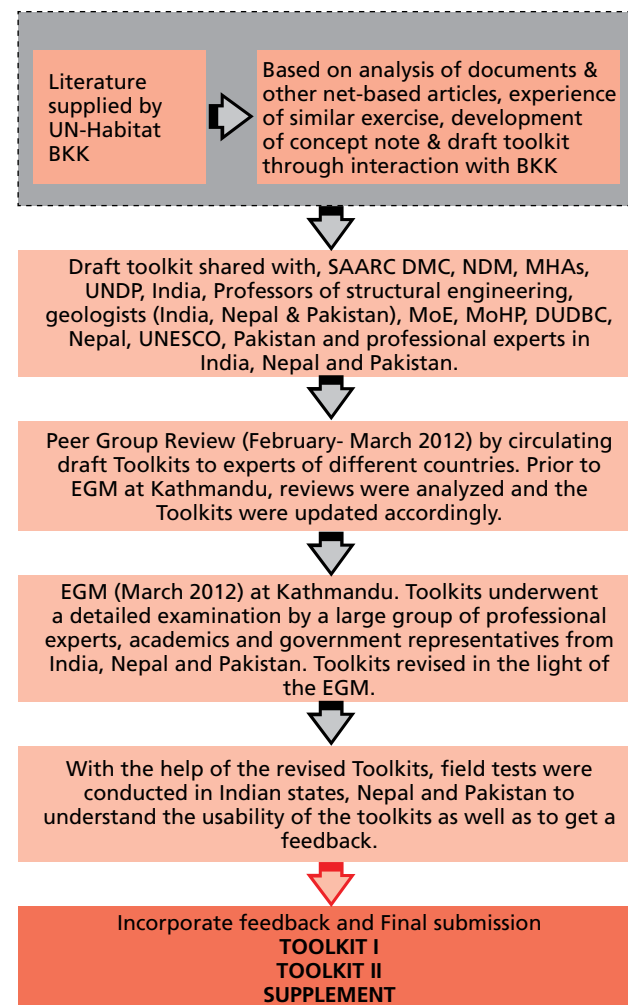 Literature
supplied by
UN-Habitat
BKK
Based on analysis of documents &
other net-based articles, experience
of similar exercise, development
of concept note & draft toolkit
through interaction with BKK
Draft toolkit shared with, SAARC DMC, NDM, MHAs,
UNDP, India, Professors of structural engineering,
geologists (India, Nepal & Pakistan), MoE, MoHP, DUDBC,
Nepal, UNESCO, Pakistan and professional experts in
India, Nepal and Pakistan.
Peer Group Review (February- March 2012) by circulating
draft Toolkits to experts of different countries. Prior to
EGM at Kathmandu, reviews were analyzed and the
Toolkits were updated accordingly.
EGM (March 2012) at Kathmandu. Toolkits underwent
a detailed examination by a large group of professional
experts, academics and government representatives from
India, Nepal and Pakistan. Toolkits revised in the light of
the EGM.
With the help of the revised Toolkits, field tests were
conducted in Indian states, Nepal and Pakistan to
understand the usability of the toolkits as well as to get a
feedback.
Incorporate feedback and Final submission
TOOLKIT I
TOOLKIT II
SUPPLEMENT